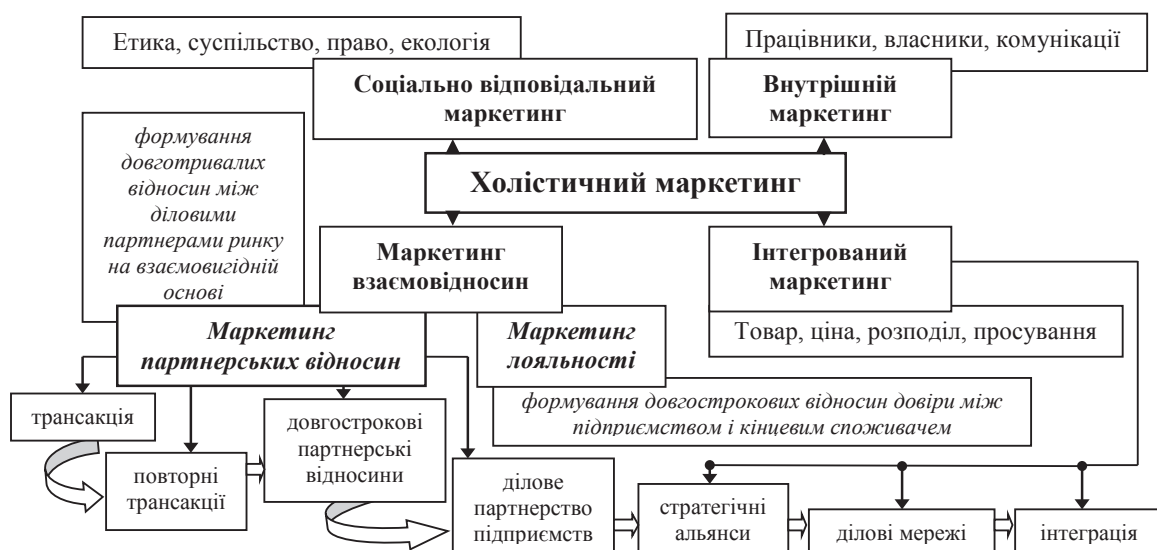 Етика, суспільство, право, екологія
Працівники, власники, комунікації
Соціально відповідальний
маркетинг
Внутрішній
маркетинг
формування
довготривалих
відносин між
діловими
партнерами ринку
на взаємовигідній
основі
Холістичний маркетинг
Маркетинг
взаємовідносин
Інтегрований
маркетинг
Товар, ціна, розподіл, просування
Маркетинг
партнерських відносин
Маркетинг
лояльності
формування довгострокових відносин довіри між
підприємством і кінцевим споживачем
трансакція
повторні
трансакції
довгострокові
партнерські
відносини
ділове
партнерство
підприємств
стратегічні
альянси
ділові мережі
інтеграція